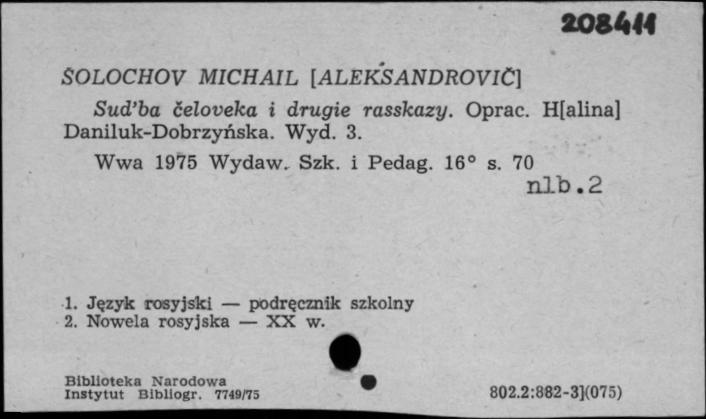 208411
SOLOCHOV MICHAIL [ALEKSANDROVIČ]
Sud'ba čeloveka i drugie rasskazy. Oprac. H[alina]
Daniluk-Dobrzyńska. Wyd. 3.
Wwa 1975 Wydaw. Szk. i Pedag. 16° s. 70
nlb.2
1. Język rosyjski — podręcznik szkolny
2. Nowela rosyjska — XX w.
Biblioteka Narodowa
Instytut Bibliogr. 7749/75
802.2:882-3](075)